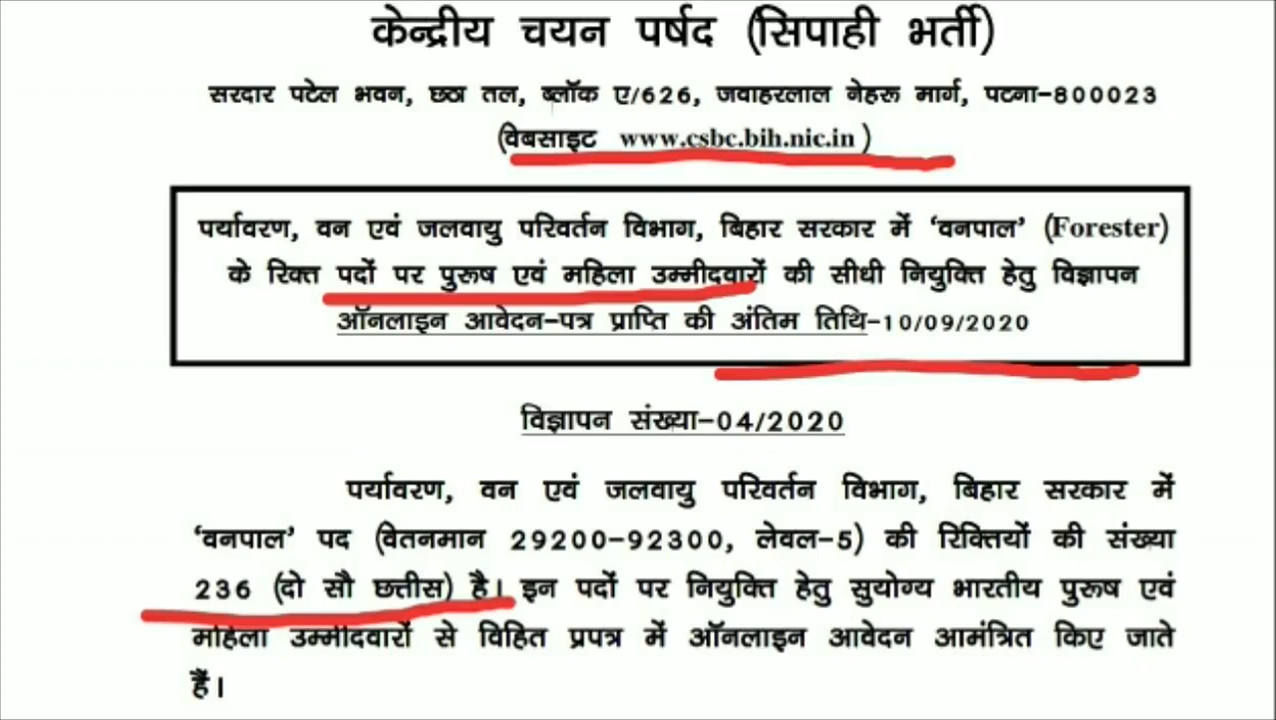 केन्द्रीय चयन पर्षद (सिपाही भर्ती)
सरदार पटेल भवन, छठा तल, ब्लॉक ए/626, जवाहरलाल नेहरू मार्ग, पटना-800023
(वेबसाइट www.csbc.bih.nic.in )
पर्यावरण, वन एवं जलवायु परिवर्तन विभाग, बिहार सरकार में 'वनपाल' (Forester)
के रिक्त पदों पर पुरूष एवं महिला उम्मीदवारों की सीधी नियुक्ति हेतु विज्ञापन
ऑनलाइन आवेदन-पत्र प्राप्ति की अंतिम तिथि-10/09/2020
विज्ञापन संख्या-04/2020
पर्यावरण, वन एवं जलवायु परिवर्तन विभाग, बिहार सरकार में
'वनपाल' पद (वेतनमान 29200-92300, लेवल-5) की रिक्तियों की संख्या
236 (दो सौ छत्तीस) है। इन पदों पर नियुक्ति हेतु सुयोग्य भारतीय पुरूष एवं
महिला उम्मीदवारों से विहित प्रपत्र में ऑनलाइन आवेदन आमंत्रित किए जाते
हैं।